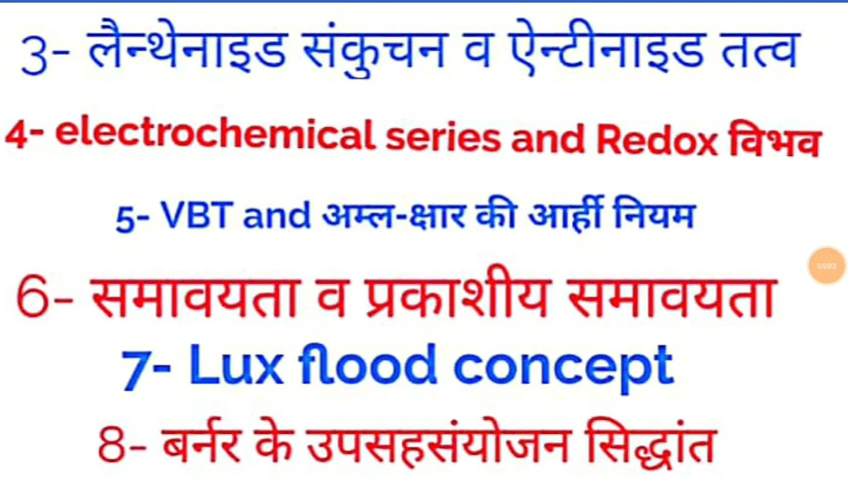 3- लैन्थेनाइड संकुचन व ऐन्टीनाइड तत्व
4- electrochemical series and Redox विभव
5- VBT and अम्ल-क्षार की आर्ही नियम
6- समावयता व प्रकाशीय समावयता
7- Lux flood concept
8- बर्नर के उपसहसंयोजन सिद्धांत